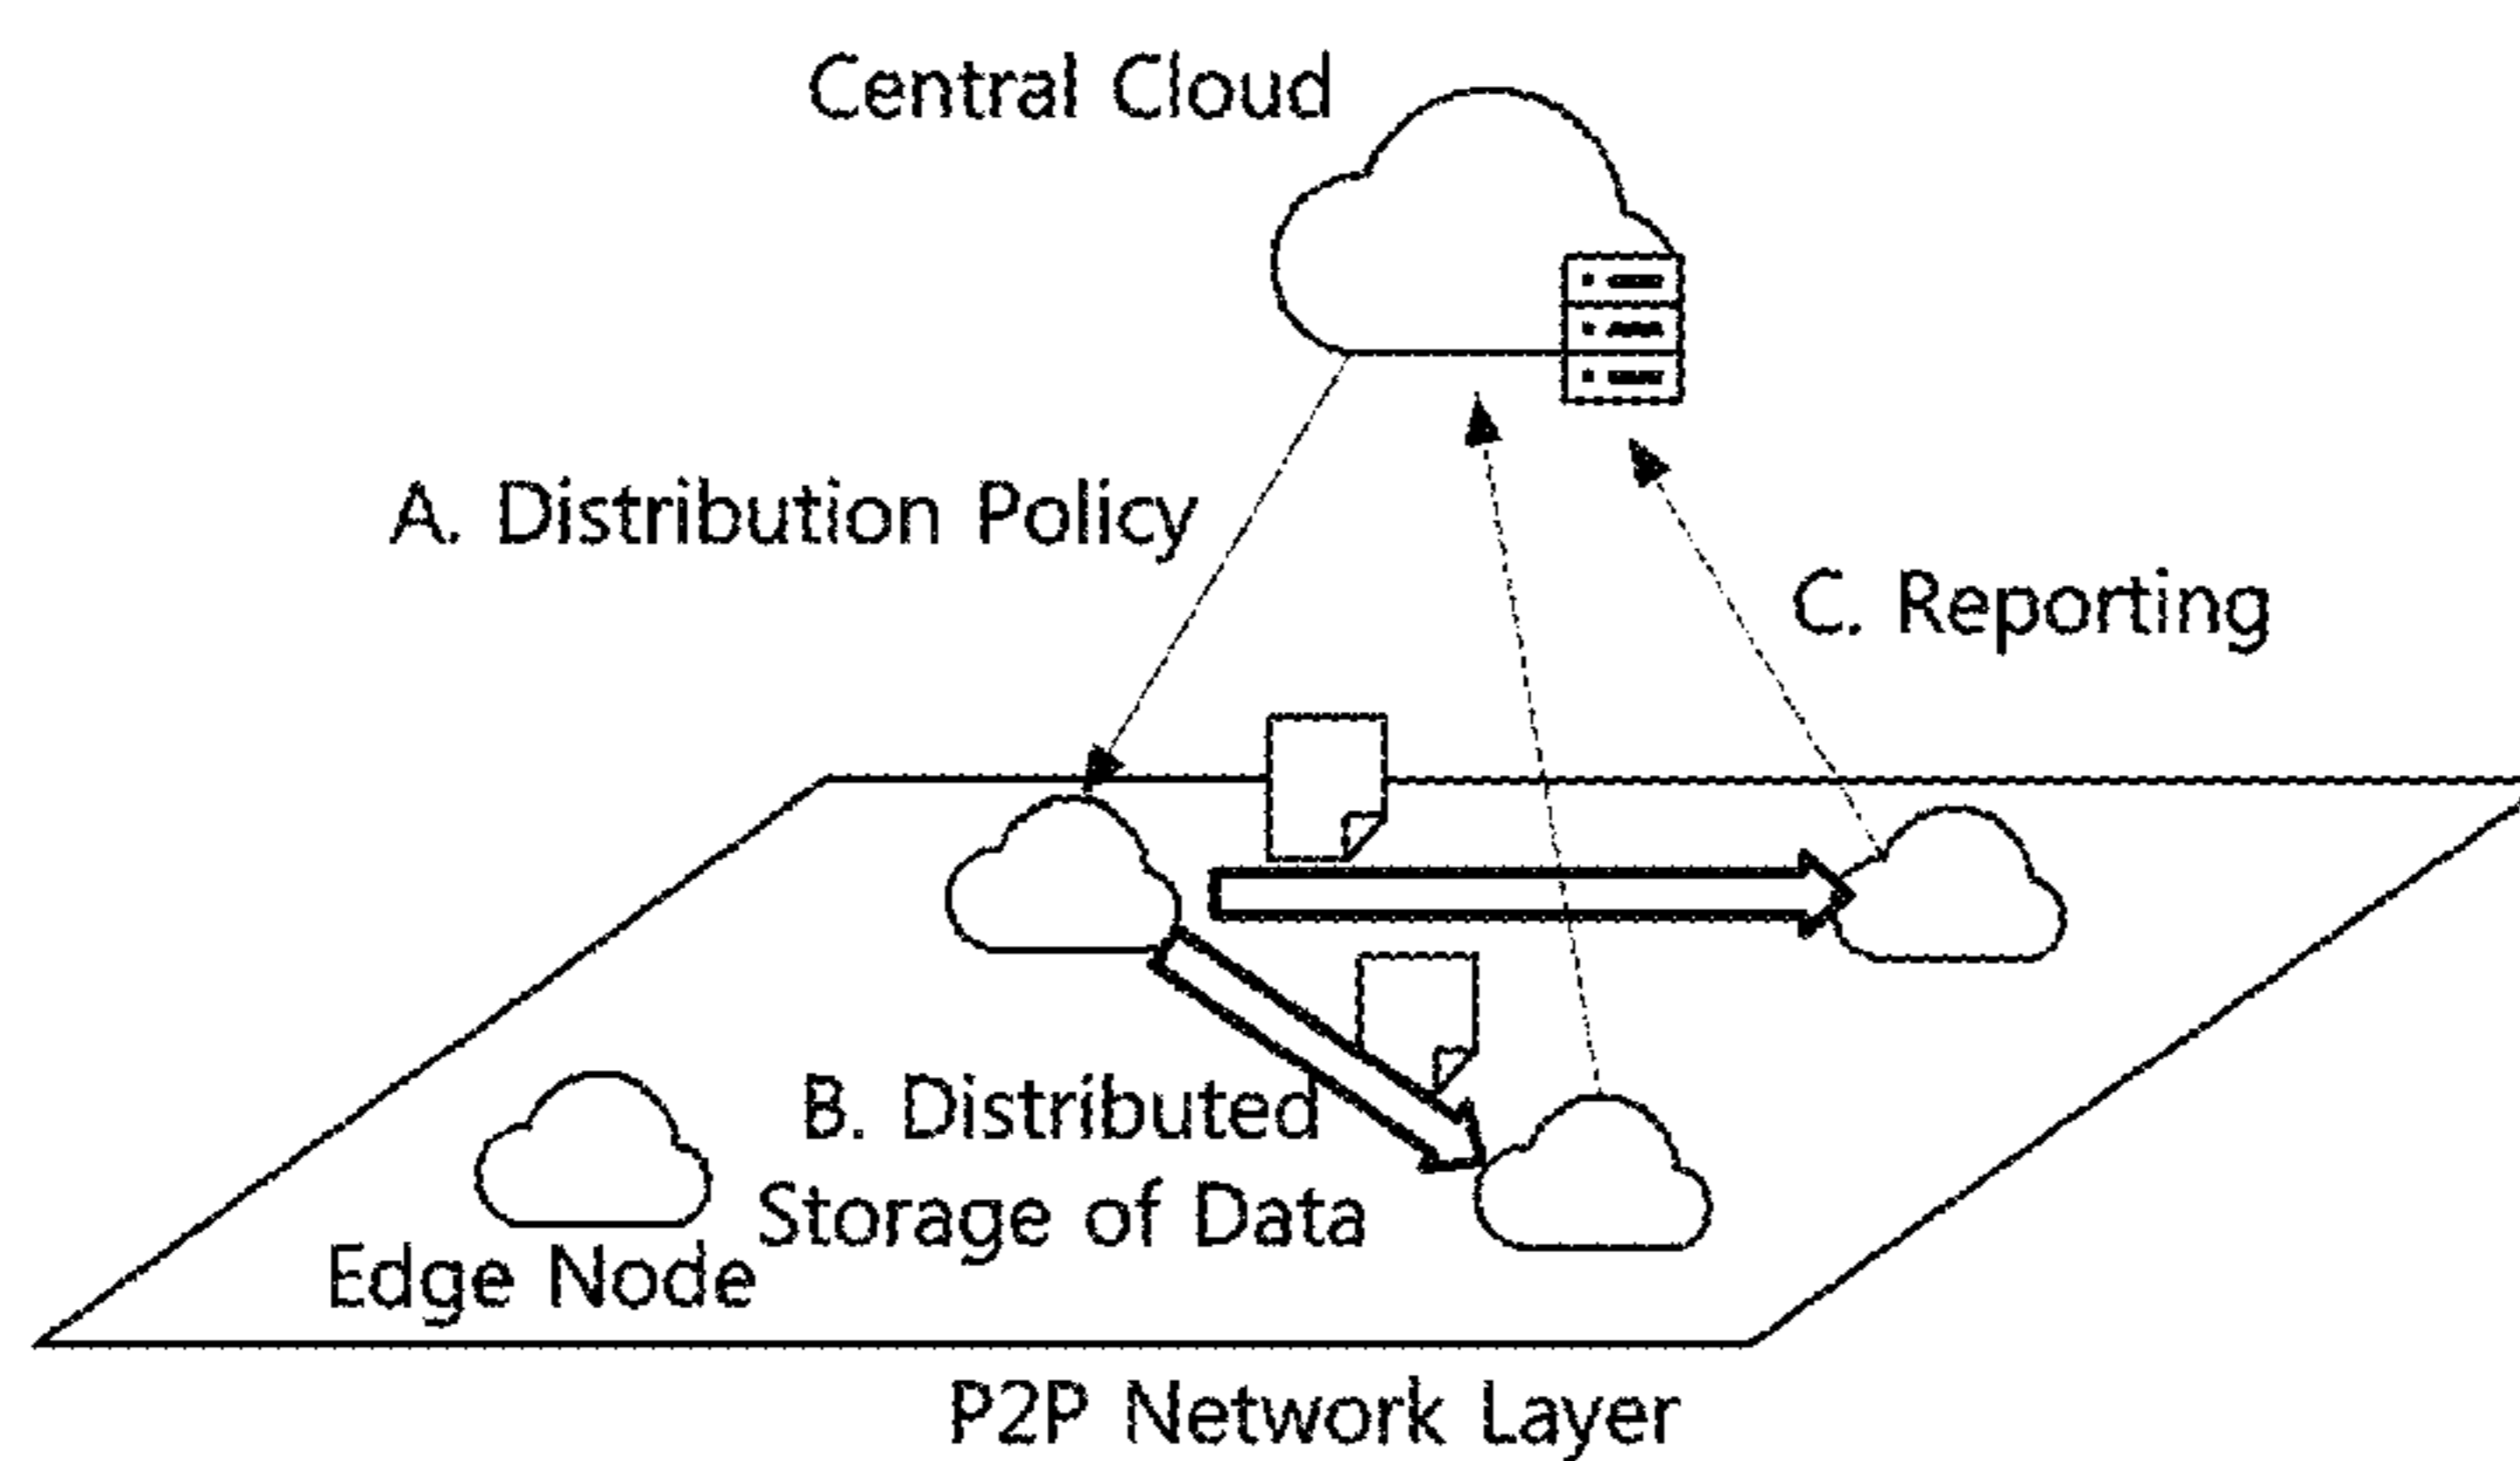 Central Cloud
A. Distribution Policy
C. Reporting
B. Distributed
Storage of Data
Edge Node
P2P Network Layer